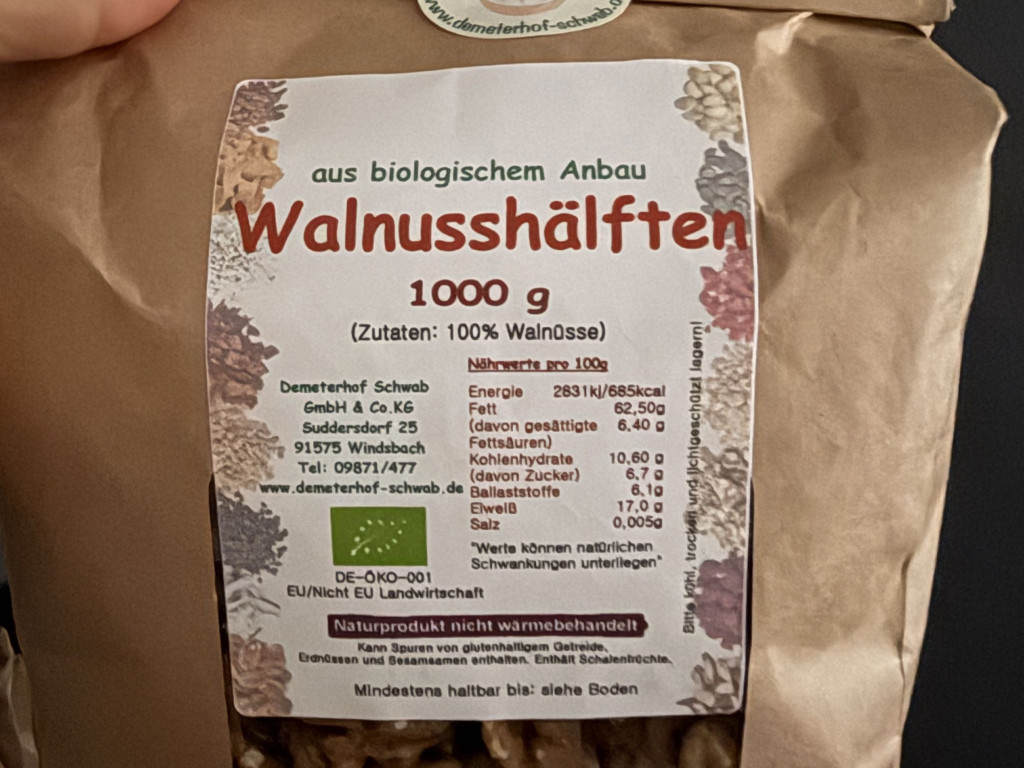 www.demeterhof-schwab.de
aus biologischem Anbau
Walnusshälften
1000 g
(Zutaten: 100% Walnüsse)
Nährwerte pro 100g
Energie 2831kj/685kcal
Fett 62,50g
(davon gesättigte 6,40 g
Fettsäuren)
Kohlenhydrate 10,60 g
(davon Zucker) 6,7 g
Ballaststoffe 6,1g
Eiweiß 17,0 g
Salz 0,005g
"Werte können natürlichen
Schwankungen unterliegen"
Demeterhof Schwab
GmbH & Co.KG
Suddersdorf 25
91575 Windsbach
Tel: 09871/477
www.demeterhof-schwab.de
DE-ÖKO-001
EU/Nicht EU Landwirtschaft
Naturprodukt nicht wärmebehandelt
Kann Spuren von glutenhaltigem Getreide,
Erdnüssen und Sesamsamen enthalten. Enthält Schalenfrüchte.
Mindestens haltbar bis: siehe Boden
Bitte kühl, trocken und lichtgeschützt lagern!